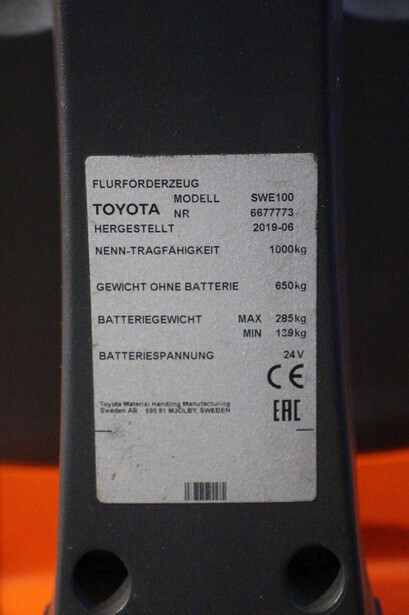 FLURFÖRDERZEUG
MODELL SWE100
TOYOTA NR 6677773
HERGESTELLT 2019-06
NENN-TRAGFÄHIGKEIT 1000kg
GEWICHT OHNE BATTERIE 650kg
BATTERIEGEWICHT MAX 285kg
MIN 139kg
BATTERIESPANNUNG 24V
CE
Toyota Material Handling Manufacturing
Sweden AB 595 81 MJÖLBY, SWEDEN
EAC